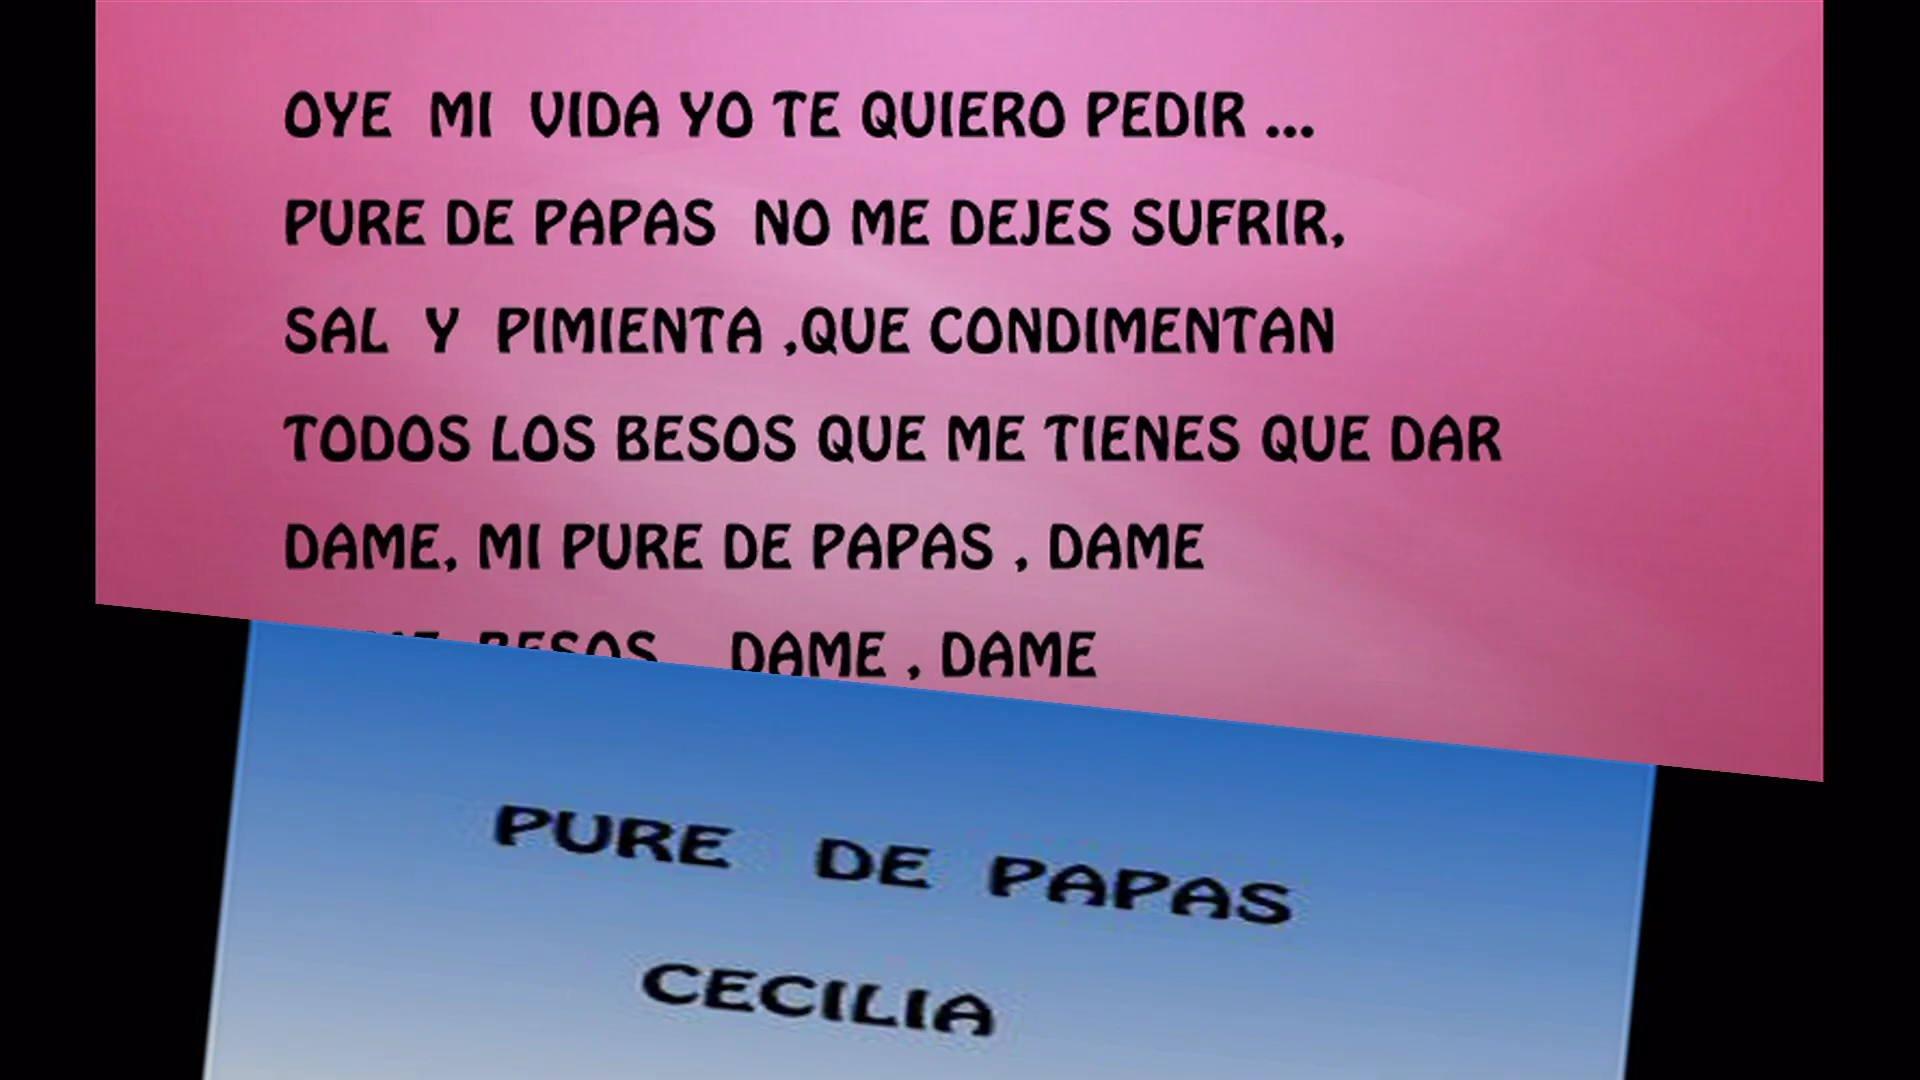 OYE MI VIDA YO TE QUIERO PEDIR ...
PURE DE PAPAS NO ME DEJES SUFRIR,
SAL Y PIMIENTA ,QUE CONDIMENTAN
TODOS LOS BESOS QUE ME TIENES QUE DAR
DAME, MI PURE DE PAPAS , DAME
BESOS DAME , DAME
PURE DE PAPAS
CECILIA